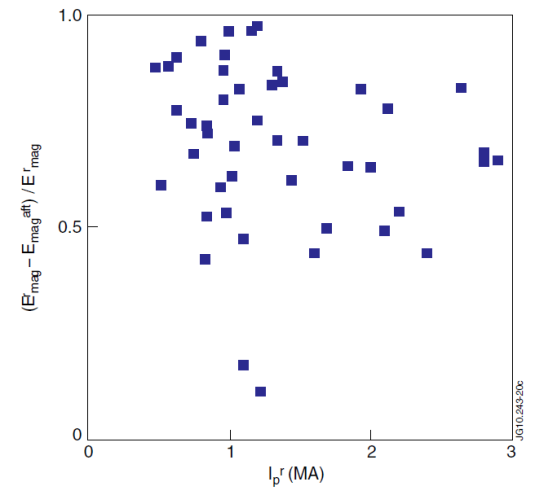 1.0
0.5
0
0
1
2
3
(E^r_mag – E_mag^aft) / E^r_mag
I_p^r (MA)
JG10.243-20c